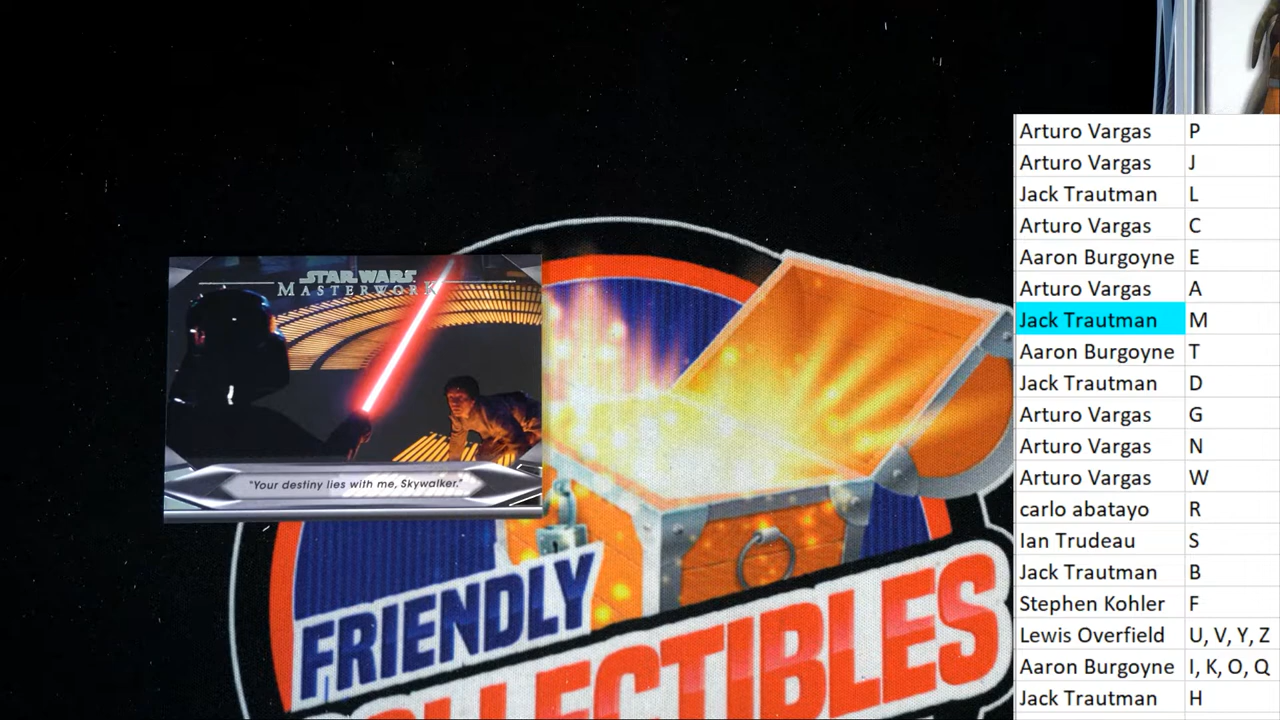 STAR WARS
MASTERWORK
"Your destiny lies with me, Skywalker."
FRIENDLY
COLLECTIBLES
Arturo Vargas P
Arturo Vargas J
Jack Trautman L
Arturo Vargas C
Aaron Burgoyne E
Arturo Vargas A
Jack Trautman M
Aaron Burgoyne T
Jack Trautman D
Arturo Vargas G
Arturo Vargas N
Arturo Vargas W
carlo abatayo R
Ian Trudeau S
Jack Trautman B
Stephen Kohler F
Lewis Overfield U, V, Y, Z
Aaron Burgoyne I, K, O, Q
Jack Trautman H